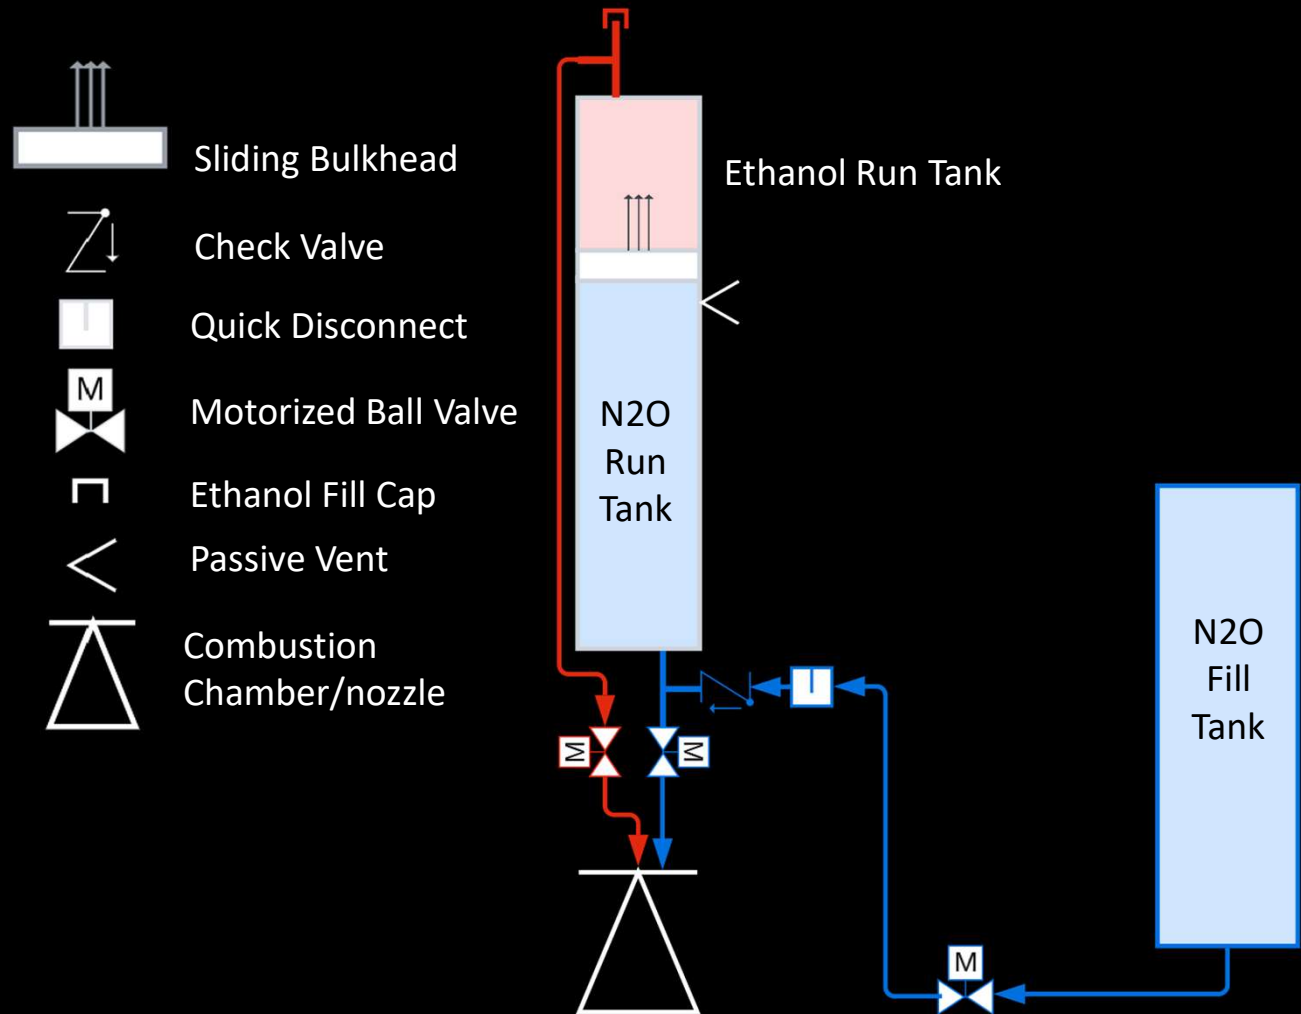 Sliding Bulkhead
Check Valve
Quick Disconnect
M
Motorized Ball Valve
Ethanol Fill Cap
Passive Vent
Combustion
Chamber/nozzle
Ethanol Run Tank
N2O
Run
Tank
M
M
N2O
Fill
Tank
M